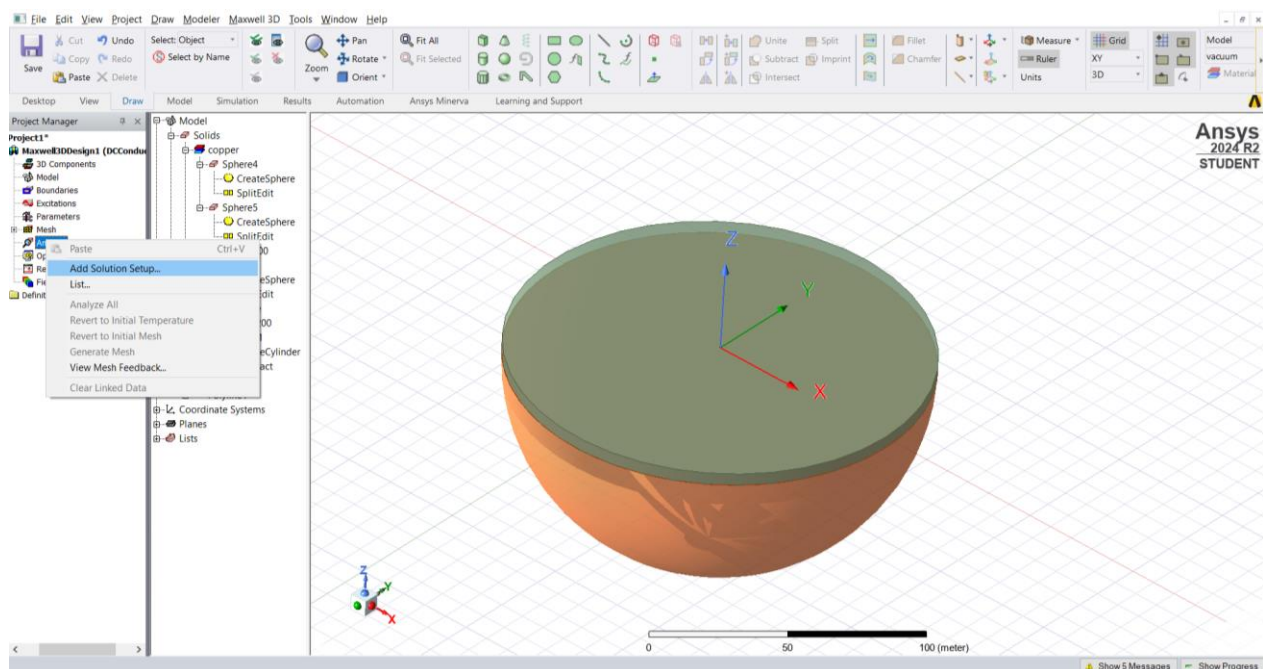 File Edit View Project Draw Modeler Maxwell 3D Tools Window Help
Save
Cut
Copy
Paste
Undo
Redo
Delete
Select: Object
Select by Name
Zoom
Pan
Rotate
Orient
Fit All
Fit Selected
Unite
Subtract
Intersect
Split
Imprint
Fillet
Chamfer
Measure
Ruler
Units
Grid
XY
3D
Model
vacuum
Material
Desktop View Draw Model Simulation Results Automation Ansys Minerva Learning and Support
Project Manager
Project1*
Maxwell3DDesign1 (DCCondu
3D Components
Model
Boundaries
Excitations
Parameters
Mesh
Op
Re
Fie
Definit
Paste Ctrl+V
Add Solution Setup...
List...
Analyze All
Revert to Initial Temperature
Revert to Initial Mesh
Generate Mesh
View Mesh Feedback...
Clear Linked Data
Model
Solids
copper
Sphere4
CreateSphere
SplitEdit
Sphere5
CreateSphere
SplitEdit
00
eSphere
dit
00
eCylinder
act
Coordinate Systems
Planes
Lists
Ansys
2024 R2
STUDENT
Z
Y
X
Z
Y
X
0 50 100 (meter)
Show 5 Messages Show Progress